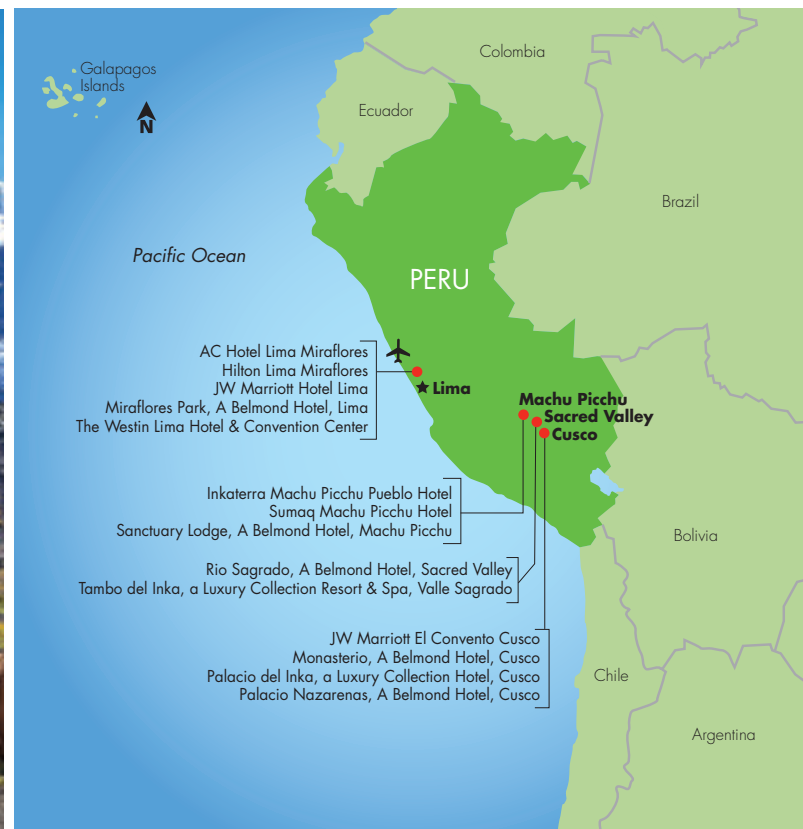 Colombia
Galapagos
Islands
Ecuador
N
Brazil
Pacific Ocean
PERU
AC Hotel Lima Miraflores
Hilton Lima Miraflores
JW Marriott Hotel Lima
Miraflores Park, A Belmond Hotel, Lima
The Westin Lima Hotel & Convention Center
Lima
Machu Picchu
Sacred Valley
Cusco
Inkaterra Machu Picchu Pueblo Hotel
Sumaq Machu Picchu Hotel
Sanctuary Lodge, A Belmond Hotel, Machu Picchu
Bolivia
Rio Sagrado, A Belmond Hotel, Sacred Valley
Tambo del Inka, a Luxury Collection Resort & Spa, Valle Sagrado
JW Marriott El Convento Cusco
Monasterio, A Belmond Hotel, Cusco
Palacio del Inka, a Luxury Collection Hotel, Cusco
Palacio Nazarenas, A Belmond Hotel, Cusco
Chile
Argentina